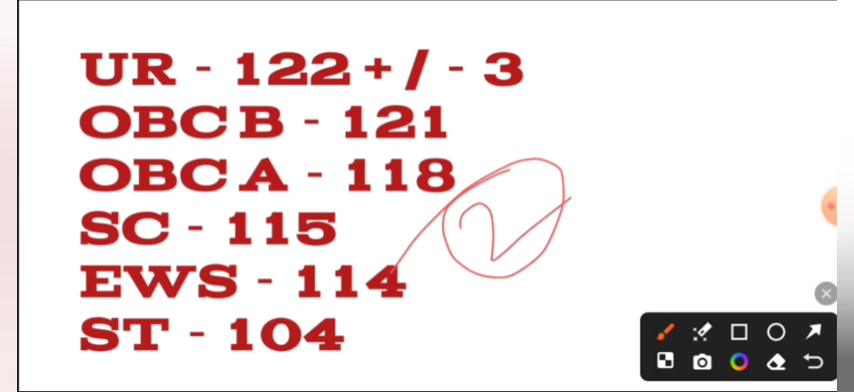 UR - 122 + / - 3
OBC B - 121
OBC A - 118
SC - 115
EWS - 114
ST - 104